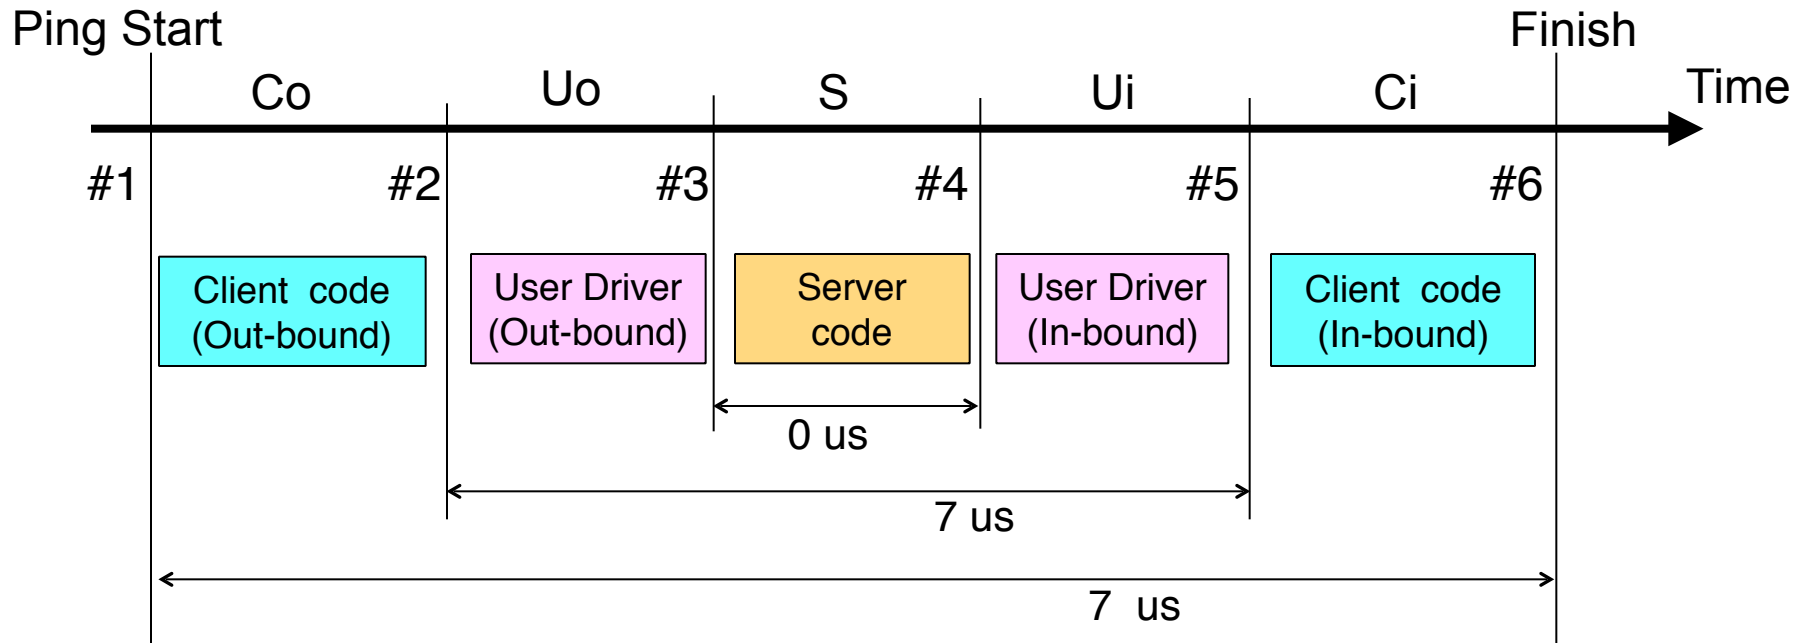 Ping Start
Finish
Co
Uo
S
Ui
Ci
Time
#1
#2
#3
#4
#5
#6
Client code
(Out-bound)
User Driver
(Out-bound)
Server
code
User Driver
(In-bound)
Client code
(In-bound)
0 us
7 us
7 us